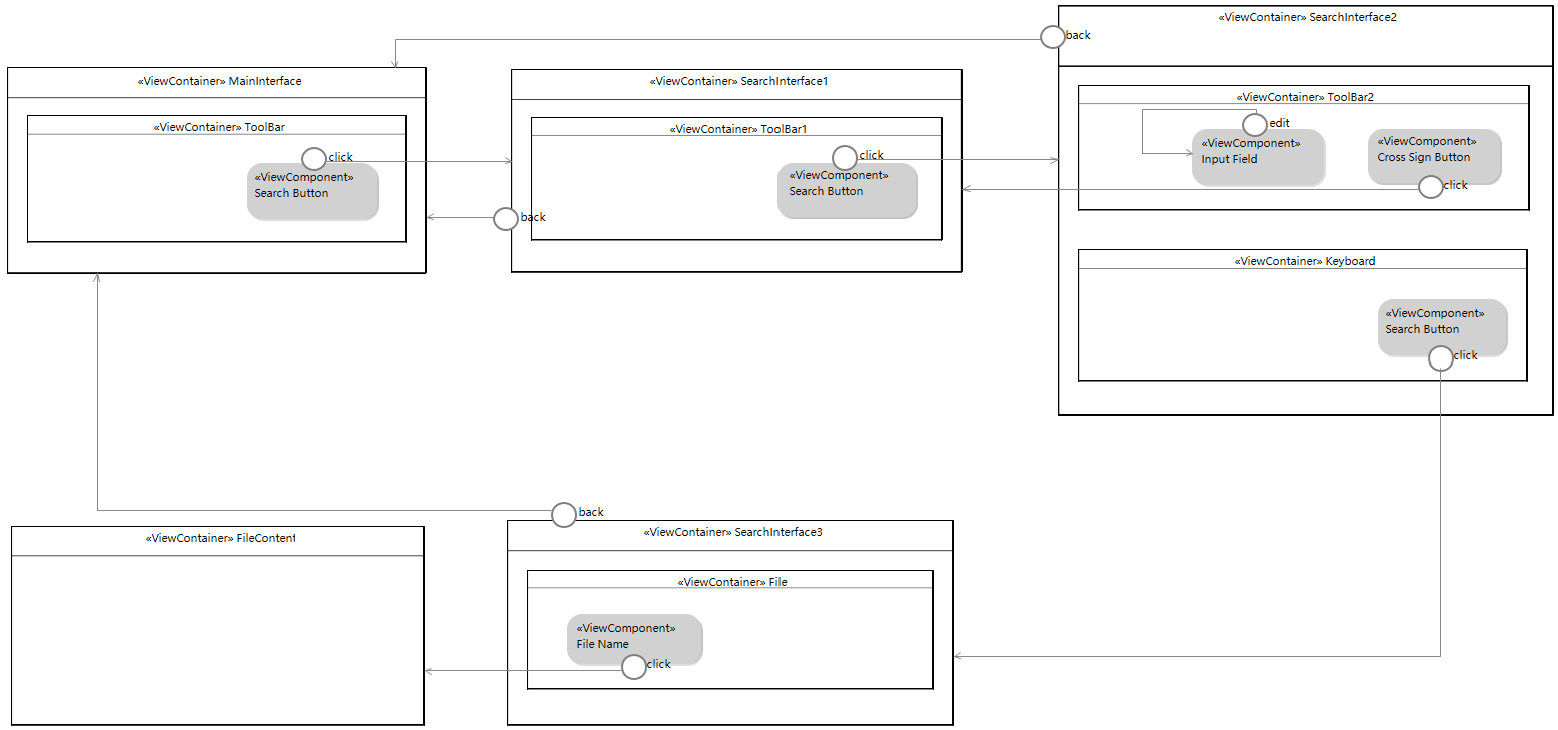 «ViewContainer» SearchInterface2
back
«ViewContainer» MainInterface
«ViewContainer» ToolBar
click
«ViewComponent»
Search Button
«ViewContainer» SearchInterface1
«ViewContainer» ToolBar1
click
«ViewComponent»
Search Button
back
«ViewContainer» ToolBar2
edit
«ViewComponent»
Input Field
«ViewComponent»
Cross Sign Button
click
«ViewContainer» Keyboard
«ViewComponent»
Search Button
click
back
«ViewContainer» FileContent
«ViewContainer» SearchInterface3
«ViewContainer» File
«ViewComponent»
File Name
click